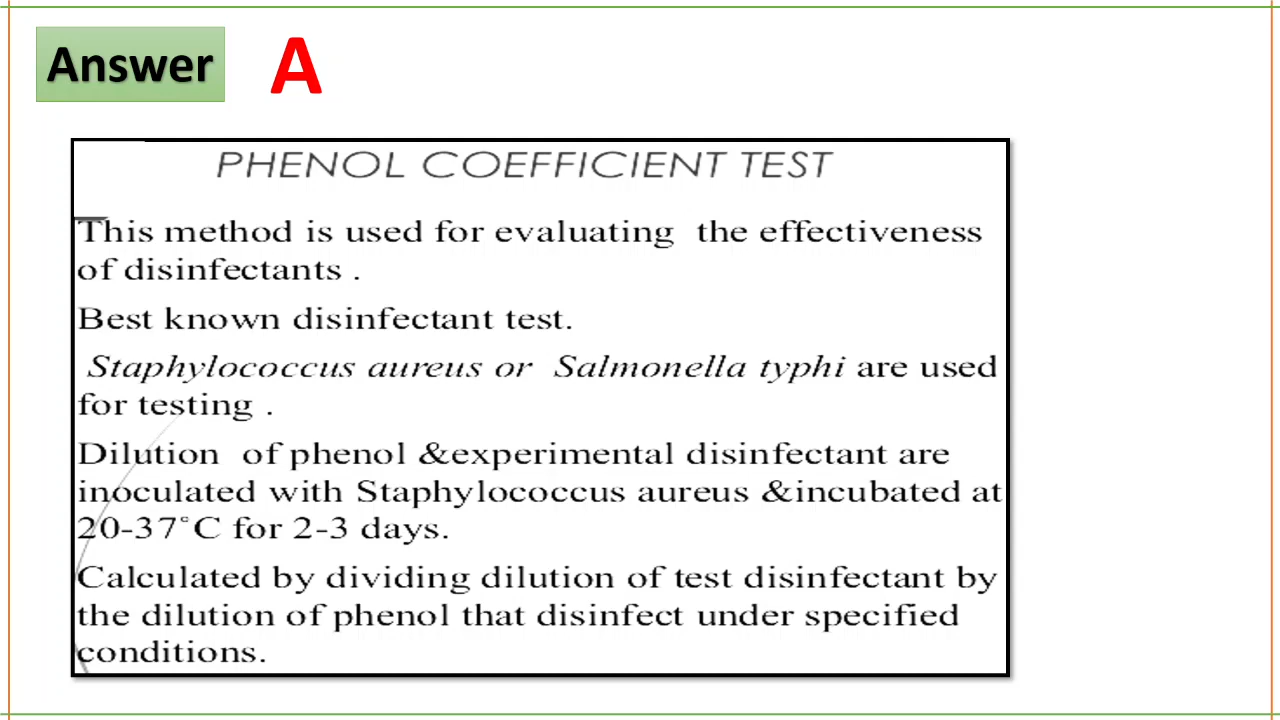 Answer A
PHENOL COEFFICIENT TEST
This method is used for evaluating the effectiveness
of disinfectants .
Best known disinfectant test.
Staphylococcus aureus or Salmonella typhi are used
for testing .
Dilution of phenol &experimental disinfectant are
inoculated with Staphylococcus aureus &incubated at
20-37˚C for 2-3 days.
Calculated by dividing dilution of test disinfectant by
the dilution of phenol that disinfect under specified
conditions.